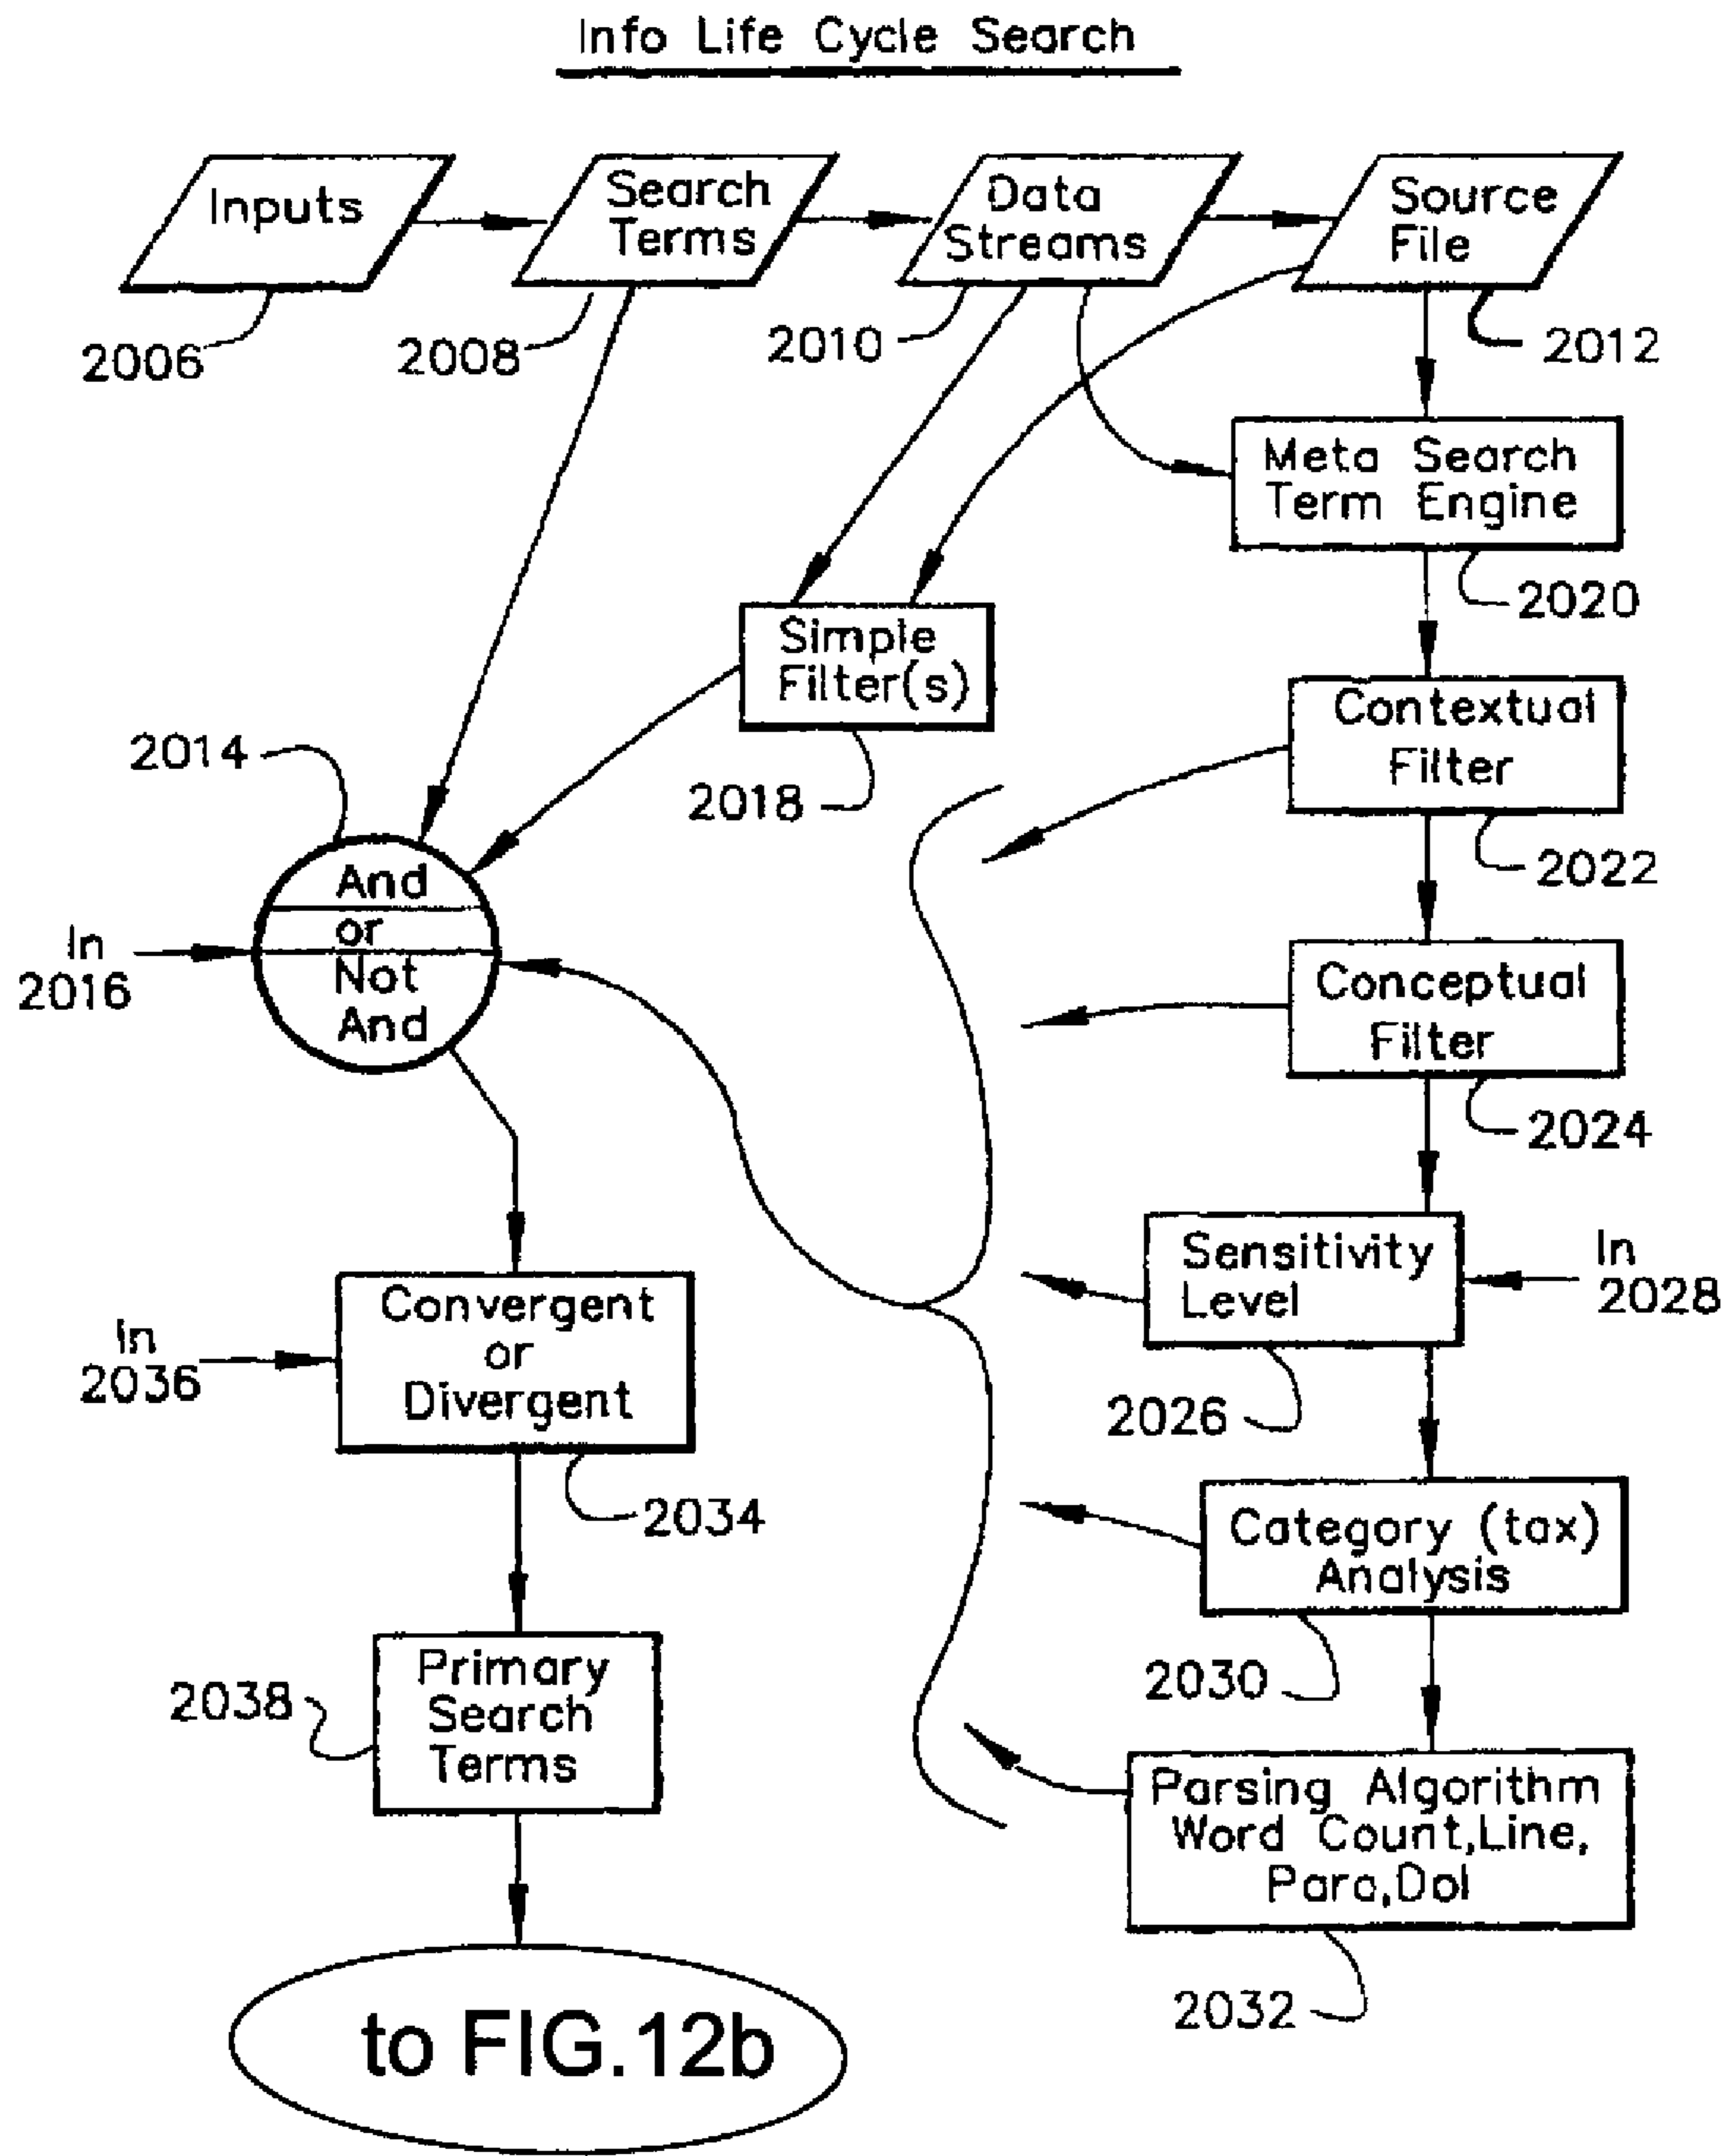 Info Life Cycle Search
Inputs
Search
Terms
Data
Streams
Source
File
2006
2008
2010
2012
Meta Search
Term Engine
2020
Simple
Filter(s)
2018
Contextual
Filter
2022
2014
And
or
Not
And
In
2016
Conceptual
Filter
2024
Sensitivity
Level
In
2028
2026
Convergent
or
Divergent
In
2036
2034
Category (tax)
Analysis
2030
Primary
Search
Terms
2038
Parsing Algorithm
Word Count,Line,
Para,Dol
2032
to FIG.12b